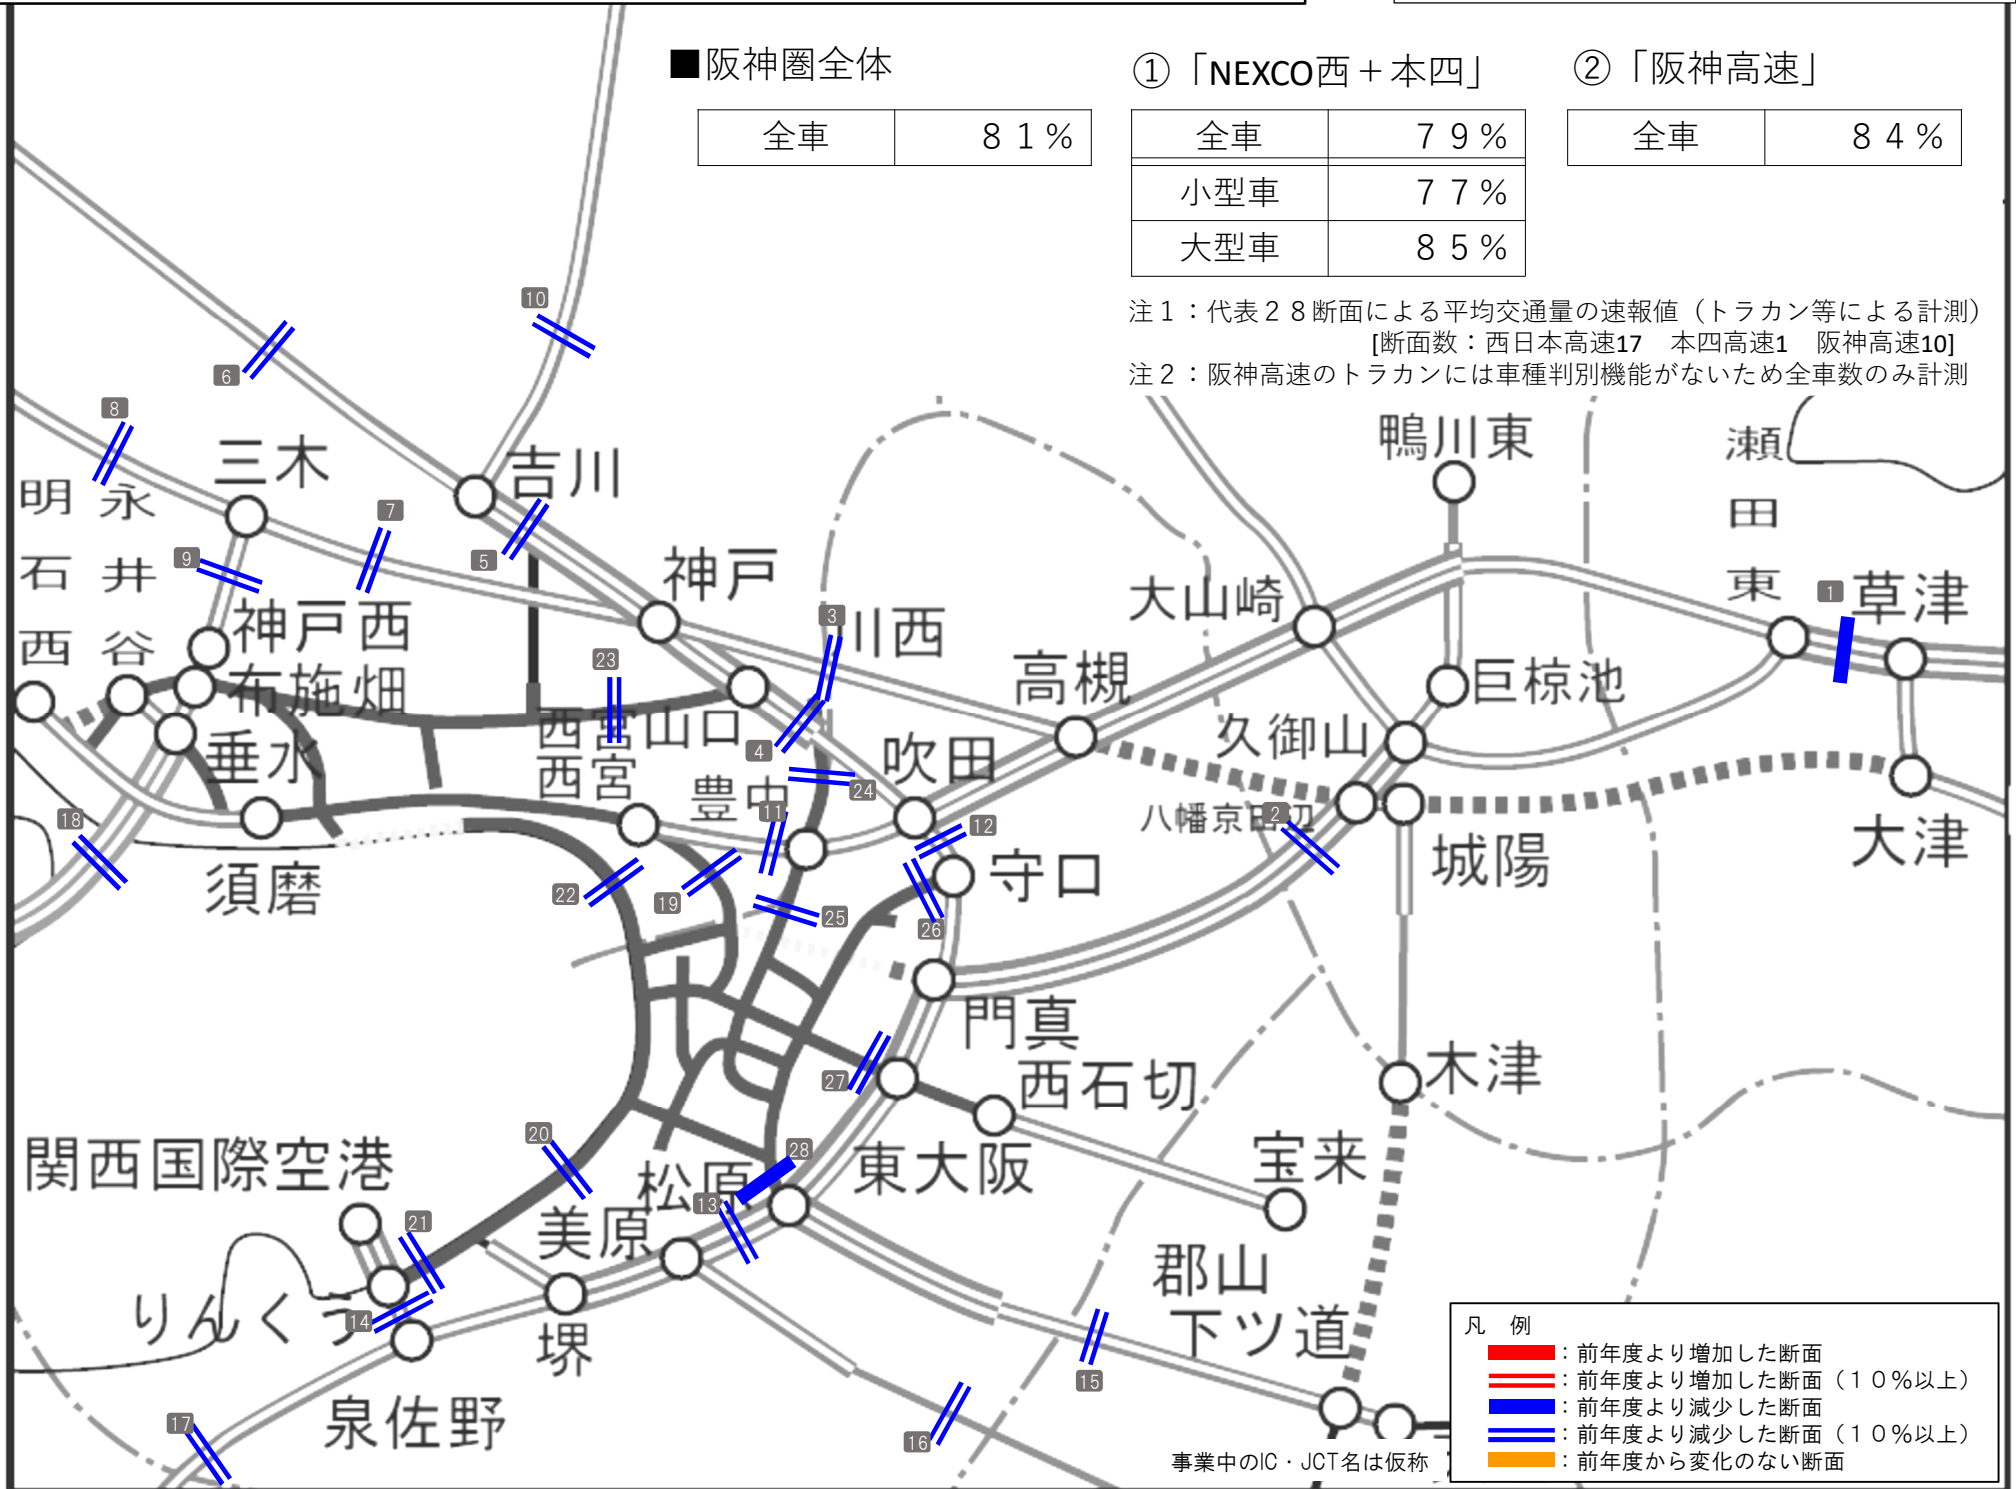 ■阪神圏全体
全車 ８１％
①「NEXCO西＋本四」
全車 ７９％
小型車 ７７％
大型車 ８５％
②「阪神高速」
全車 ８４％
注１：代表２８断面による平均交通量の速報値（トラカン等による計測）
[断面数：西日本高速17　本四高速1　阪神高速10]
注２：阪神高速のトラカンには車種判別機能がないため全車数のみ計測
10
6
8
三木
吉川
鴨川東
瀬田東
明石西
永井谷
7
5
9
神戸
大山崎
1
草津
神戸西
3
川西
布施畑
23
高槻
巨椋池
西宮山口
4
久御山
垂水
西宮
豊中
吹田
24
八幡京田辺
2
大津
18
11
12
城陽
須磨
22
19
守口
25
26
門真
27
西石切
木津
関西国際空港
20
28
東大阪
宝来
松原
13
21
美原
郡山下ツ道
りんくう
14
堺
15
泉佐野
17
16
事業中のIC・JCT名は仮称
凡　例
：前年度より増加した断面
：前年度より増加した断面（１０％以上）
：前年度より減少した断面
：前年度より減少した断面（１０％以上）
：前年度から変化のない断面